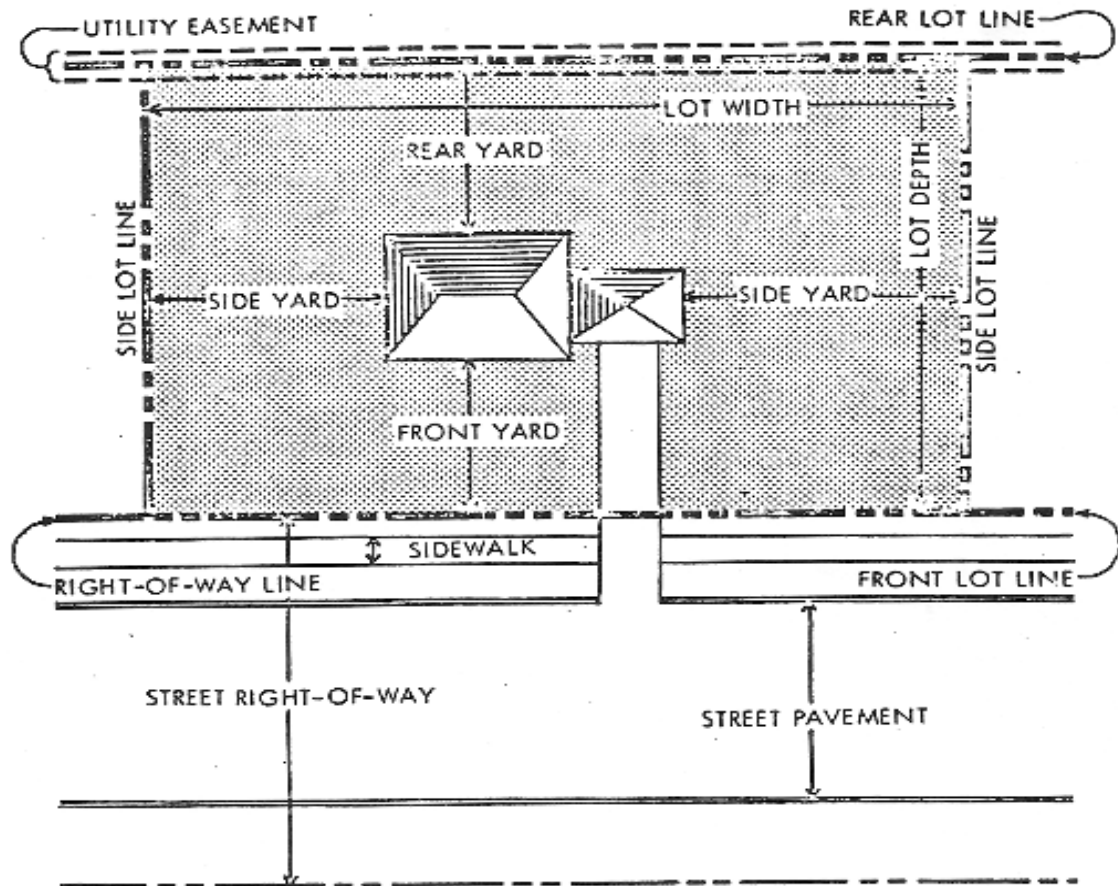 UTILITY EASEMENT
REAR LOT LINE
LOT WIDTH
REAR YARD
LOT DEPTH
SIDE LOT LINE
SIDE YARD
SIDE YARD
SIDE LOT LINE
FRONT YARD
SIDEWALK
RIGHT-OF-WAY LINE
FRONT LOT LINE
STREET RIGHT-OF-WAY
STREET PAVEMENT